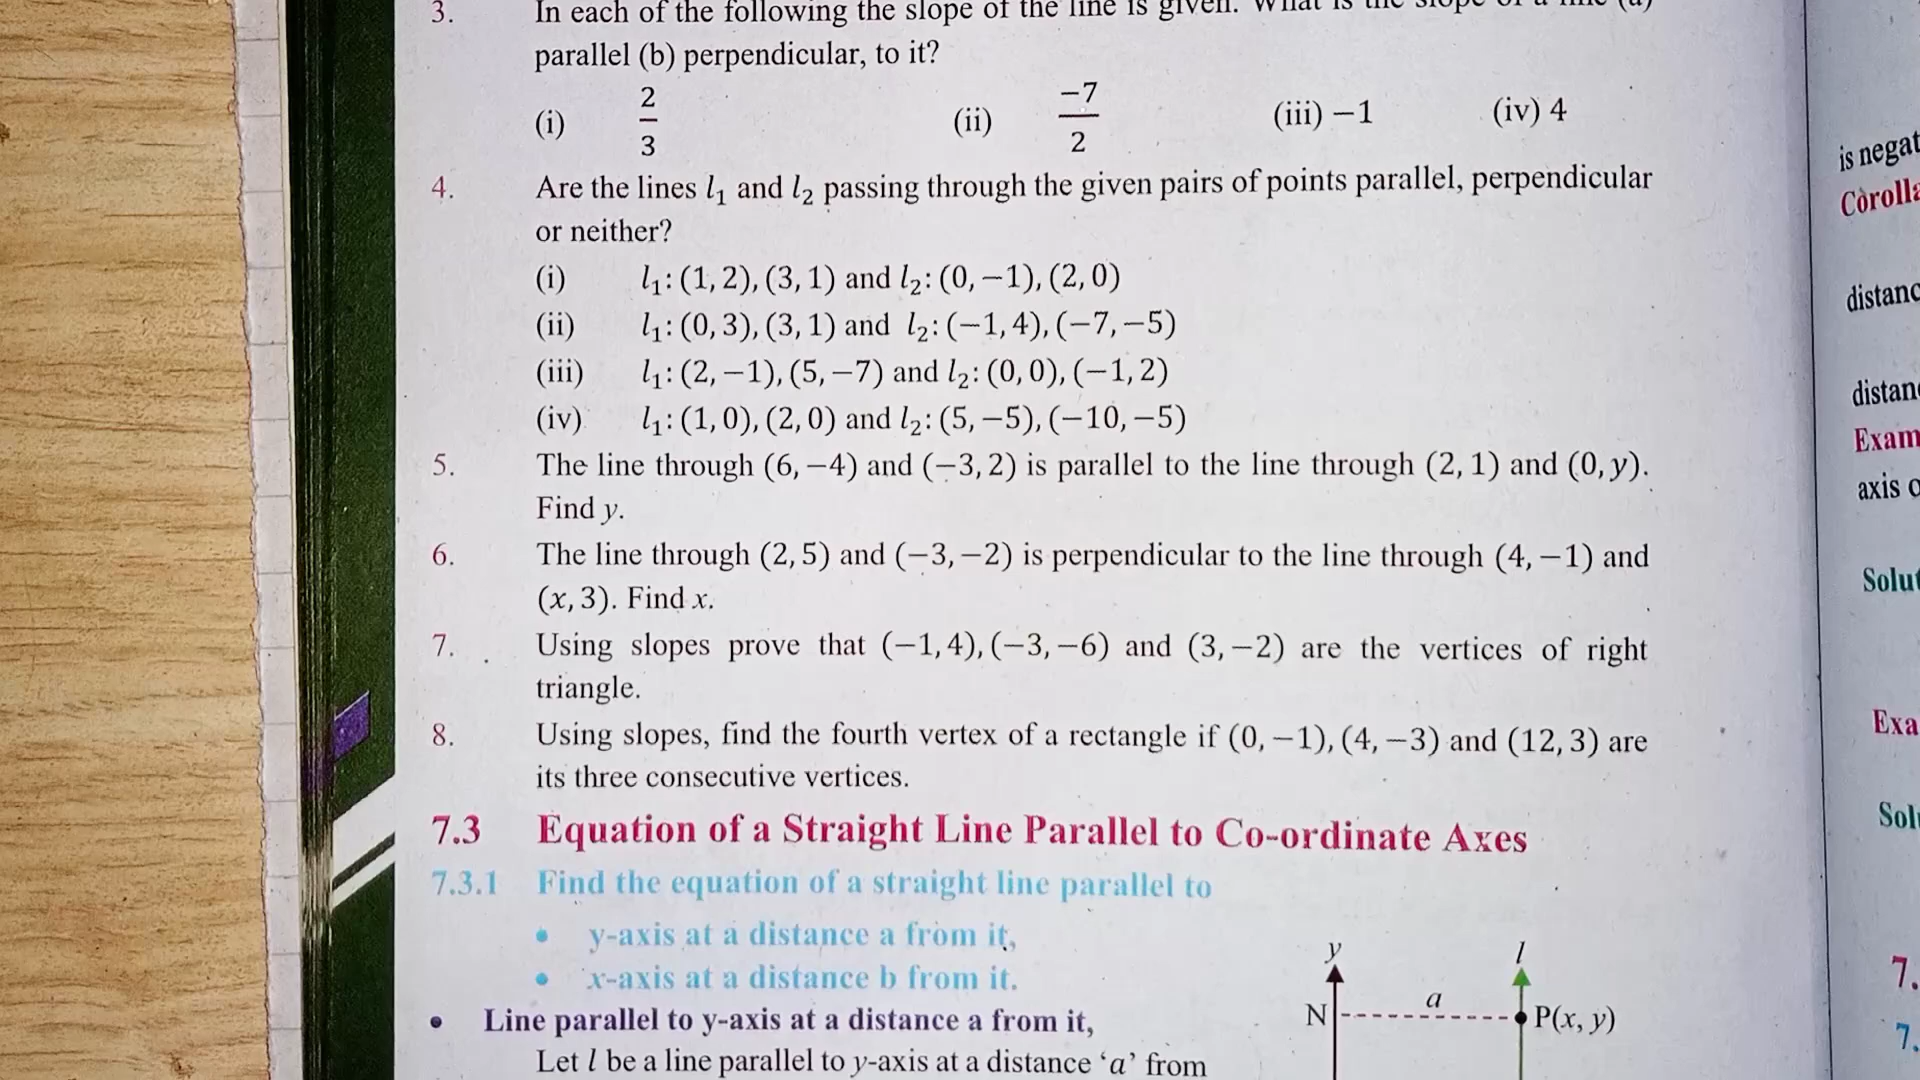 3. In each of the following the slope of the line is given. What is the slope of a line (a)
parallel (b) perpendicular, to it?
(i) 2/3 (ii) −7/2 (iii) −1 (iv) 4
4. Are the lines l₁ and l₂ passing through the given pairs of points parallel, perpendicular
or neither?
(i) l₁: (1, 2), (3, 1) and l₂: (0, −1), (2, 0)
(ii) l₁: (0, 3), (3, 1) and l₂: (−1, 4), (−7, −5)
(iii) l₁: (2, −1), (5, −7) and l₂: (0, 0), (−1, 2)
(iv) l₁: (1, 0), (2, 0) and l₂: (5, −5), (−10, −5)
5. The line through (6, −4) and (−3, 2) is parallel to the line through (2, 1) and (0, y).
Find y.
6. The line through (2, 5) and (−3, −2) is perpendicular to the line through (4, −1) and
(x, 3). Find x.
7. Using slopes prove that (−1, 4), (−3, −6) and (3, −2) are the vertices of right
triangle.
8. Using slopes, find the fourth vertex of a rectangle if (0, −1), (4, −3) and (12, 3) are
its three consecutive vertices.
7.3 Equation of a Straight Line Parallel to Co-ordinate Axes
7.3.1 Find the equation of a straight line parallel to
• y-axis at a distance a from it,
• x-axis at a distance b from it.
• Line parallel to y-axis at a distance a from it,
Let l be a line parallel to y-axis at a distance ‘a’ from
y l
N a P(x, y)
is negat
Corolla
distanc
distan
Exam
axis o
Solut
Exa
Sol
7.
7.